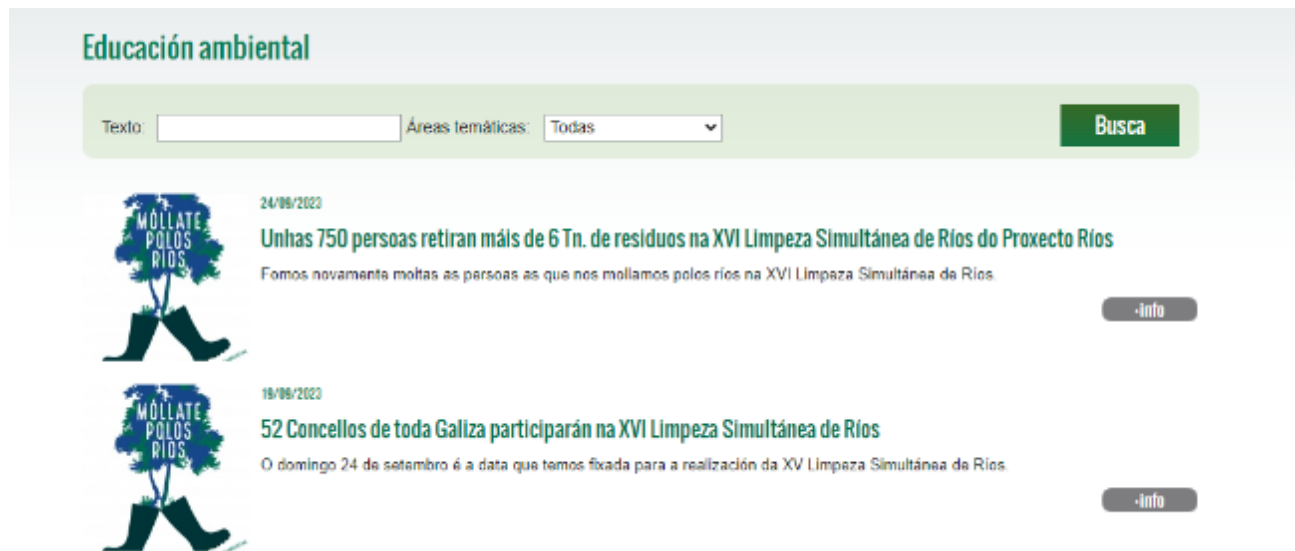 Educación ambiental
Texto: Áreas temáticas: Todas Busca
MÓLLATE
POLOS
RIOS
24/09/2023
Unhas 750 persoas retiran máis de 6 Tn. de residuos na XVI Limpeza Simultánea de Ríos do Proxecto Ríos
Fomos novamente moitas as persoas as que nos mollamos polos ríos na XVI Limpeza Simultánea de Ríos.
+info
MÓLLATE
POLOS
RIOS
19/09/2023
52 Concellos de toda Galiza participarán na XVI Limpeza Simultánea de Ríos
O domingo 24 de setembro é a data que temos fixada para a realización da XV Limpeza Simultánea de Ríos.
+info